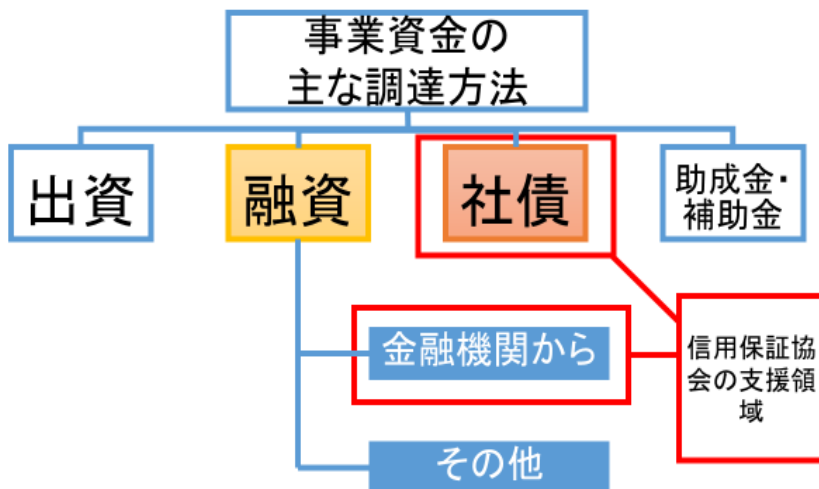 事業資金の
主な調達方法
出資
融資
社債
助成金・
補助金
金融機関から
信用保証協
会の支援領
域
その他